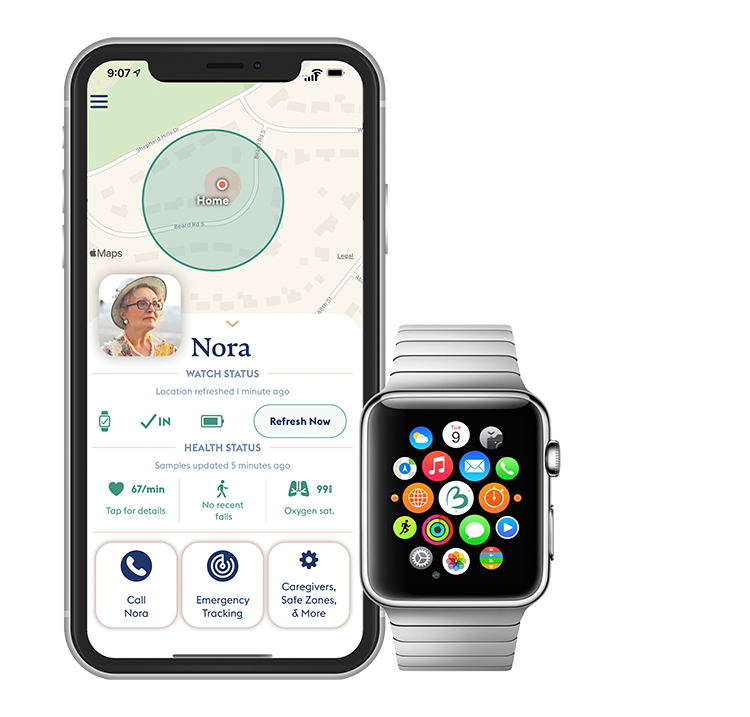 9:07
Shepherd Hills Dr
Beard Rd S
Home
Beard Rd S
Maps
Legal
Nora
WATCH STATUS
Location refreshed 1 minute ago
IN
Refresh Now
HEALTH STATUS
Samples updated 5 minutes ago
67/min
Tap for details
No recent
falls
99%
Oxygen sat.
Call
Nora
Emergency
Tracking
Caregivers,
Safe Zones,
& More
Tue
9